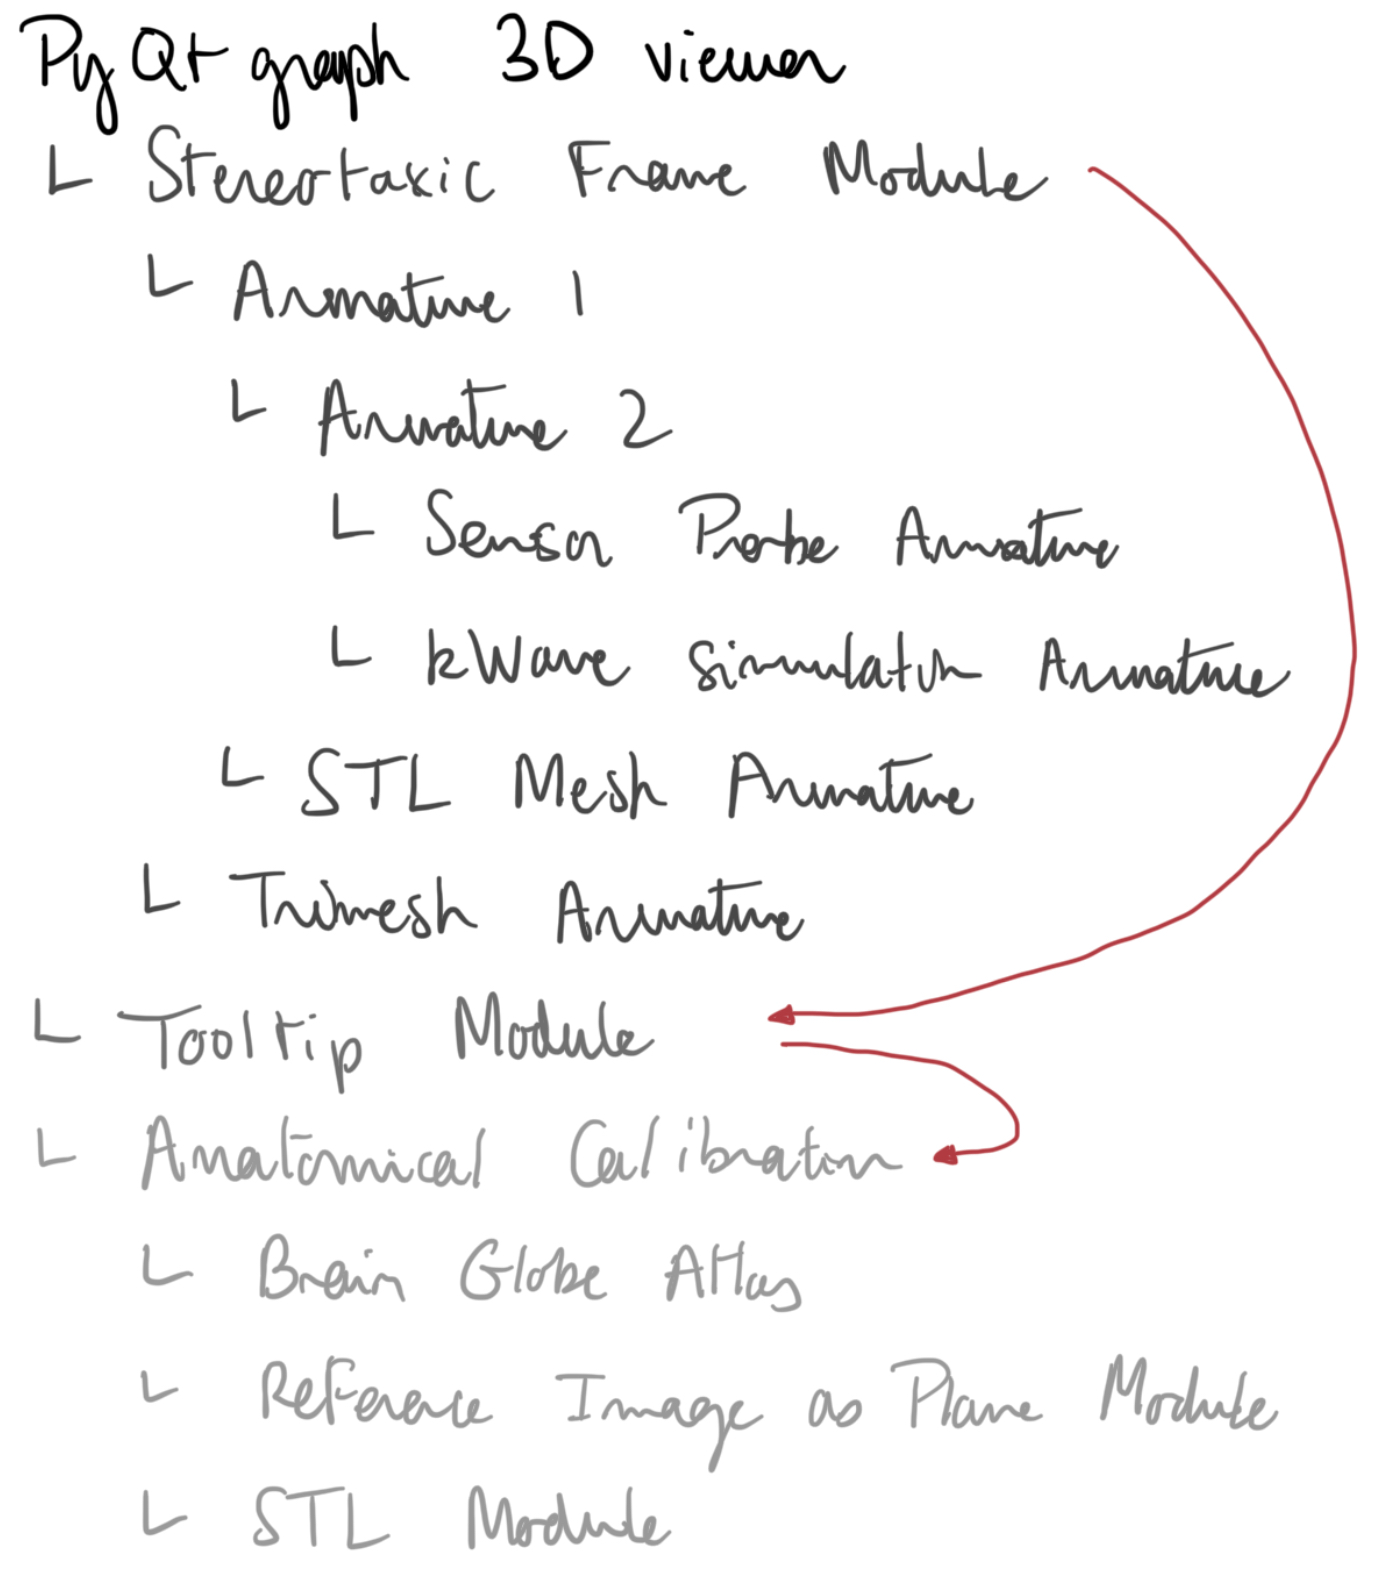 PyQt graph 3D viewer
└ Stereotaxic Frame Module
└ Armature 1
└ Armature 2
└ Sensor Probe Armature
└ kWave simulation Armature
└ STL Mesh Armature
└ Trimesh Armature
└ Tooltip Module
└ Anatomical Calibration
└ Brain Globe Atlas
└ Reference Image as Plane Module
└ STL Module